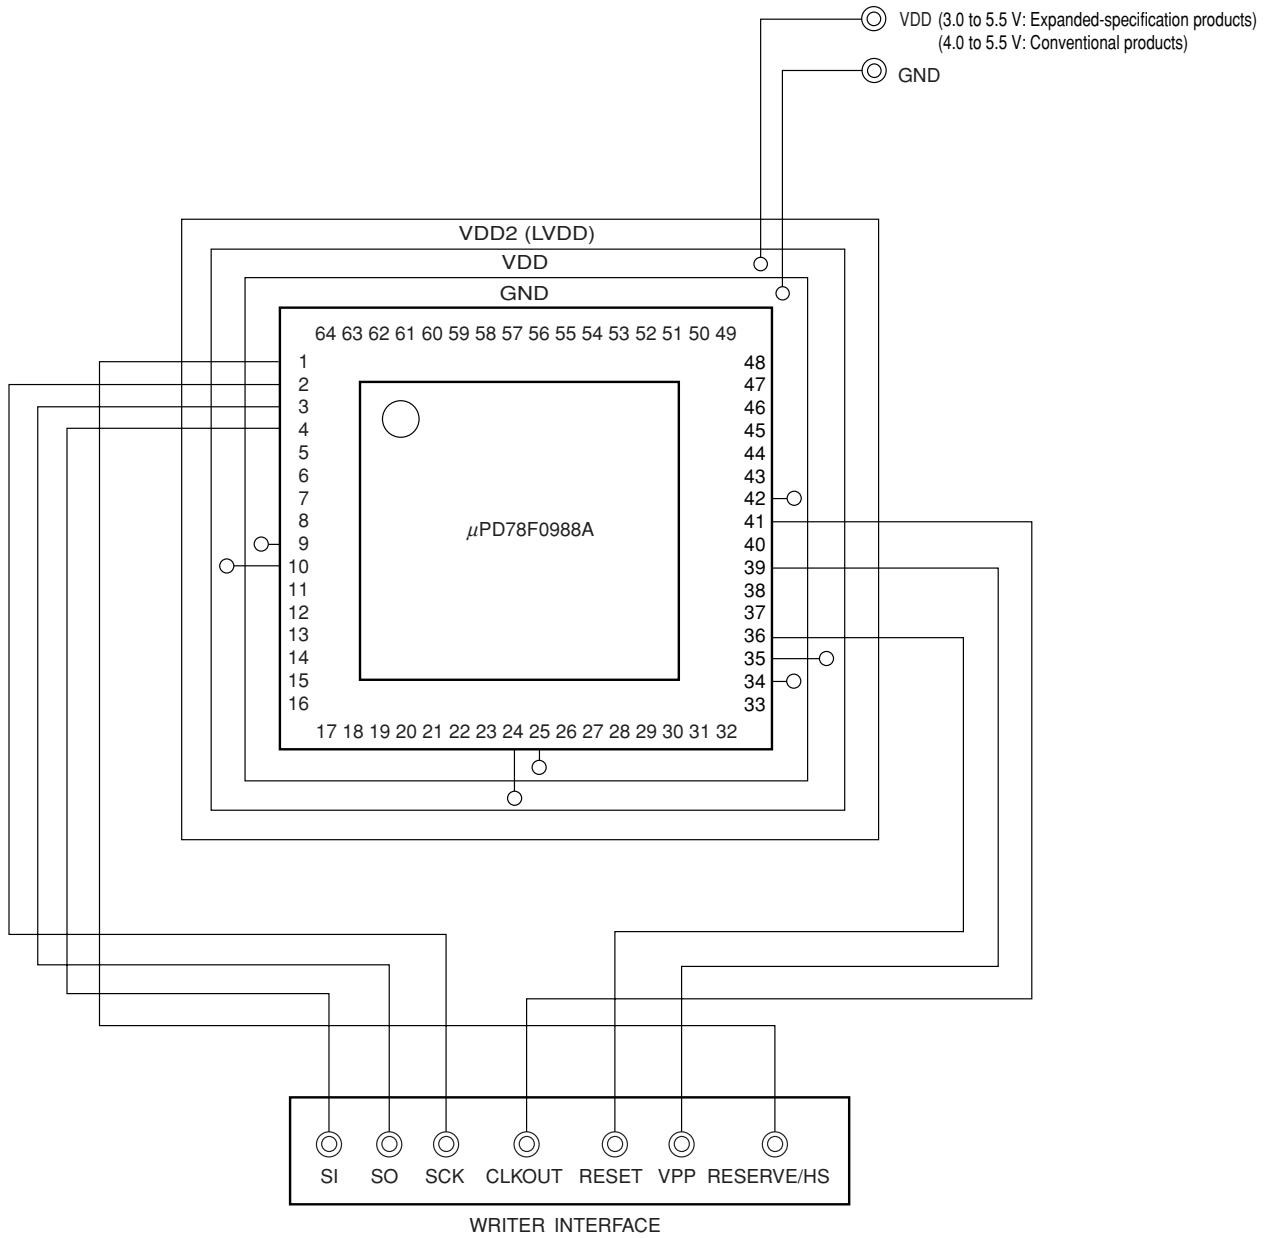 VDD (3.0 to 5.5 V: Expanded-specification products)
(4.0 to 5.5 V: Conventional products)
GND
VDD2 (LVDD)
VDD
GND
64 63 62 61 60 59 58 57 56 55 54 53 52 51 50 49
1
2
3
4
5
6
7
8
9
10
11
12
13
14
15
16
48
47
46
45
44
43
42
41
40
39
38
37
36
35
34
33
μPD78F0988A
17 18 19 20 21 22 23 24 25 26 27 28 29 30 31 32
SI SO SCK CLKOUT RESET VPP RESERVE/HS
WRITER INTERFACE